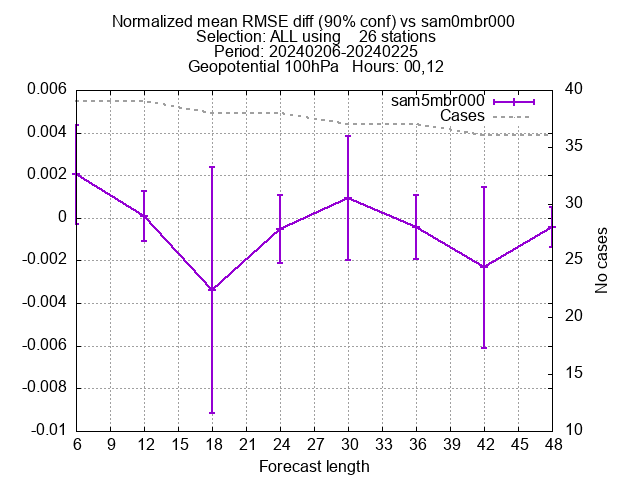 Normalized mean RMSE diff (90% conf) vs sam0mbr000
Selection: ALL using    26 stations
Period: 20240206-20240225
Geopotential 100hPa   Hours: 00,12
sam5mbr000
Cases
0.006
0.004
0.002
0
-0.002
-0.004
-0.006
-0.008
-0.01
40
35
30
25
20
15
10
No cases
6 9 12 15 18 21 24 27 30 33 36 39 42 45 48
Forecast length